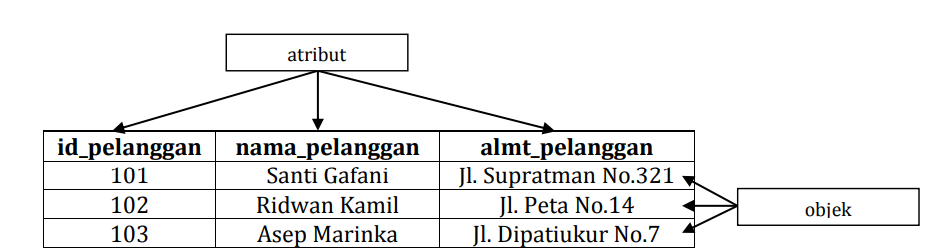 atribut
id_pelanggan nama_pelanggan almt_pelanggan
101 Santi Gafani Jl. Supratman No.321
102 Ridwan Kamil Jl. Peta No.14
objek
103 Asep Marinka Jl. Dipatiukur No.7